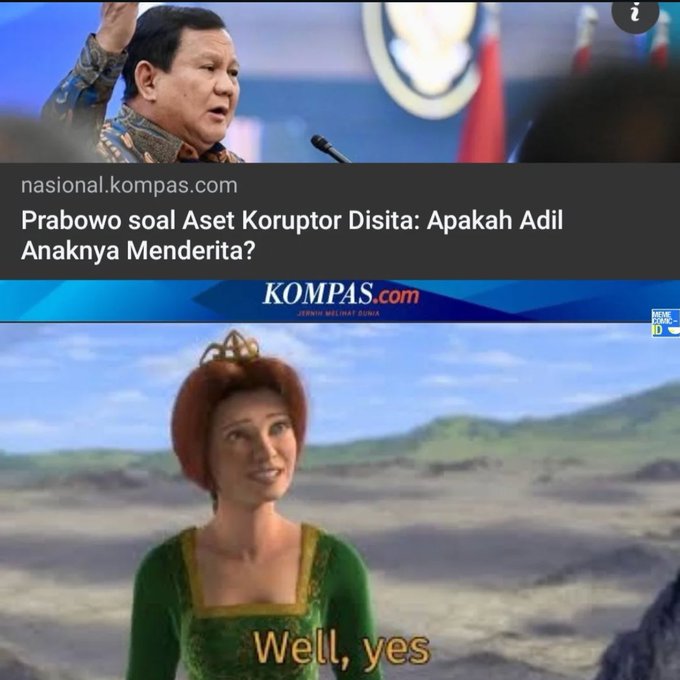 i
nasional.kompas.com
Prabowo soal Aset Koruptor Disita: Apakah Adil
Anaknya Menderita?
KOMPAS.com
JERNIH MELIHAT DUNIA
MEME
COMIC-
ID
Well, yes